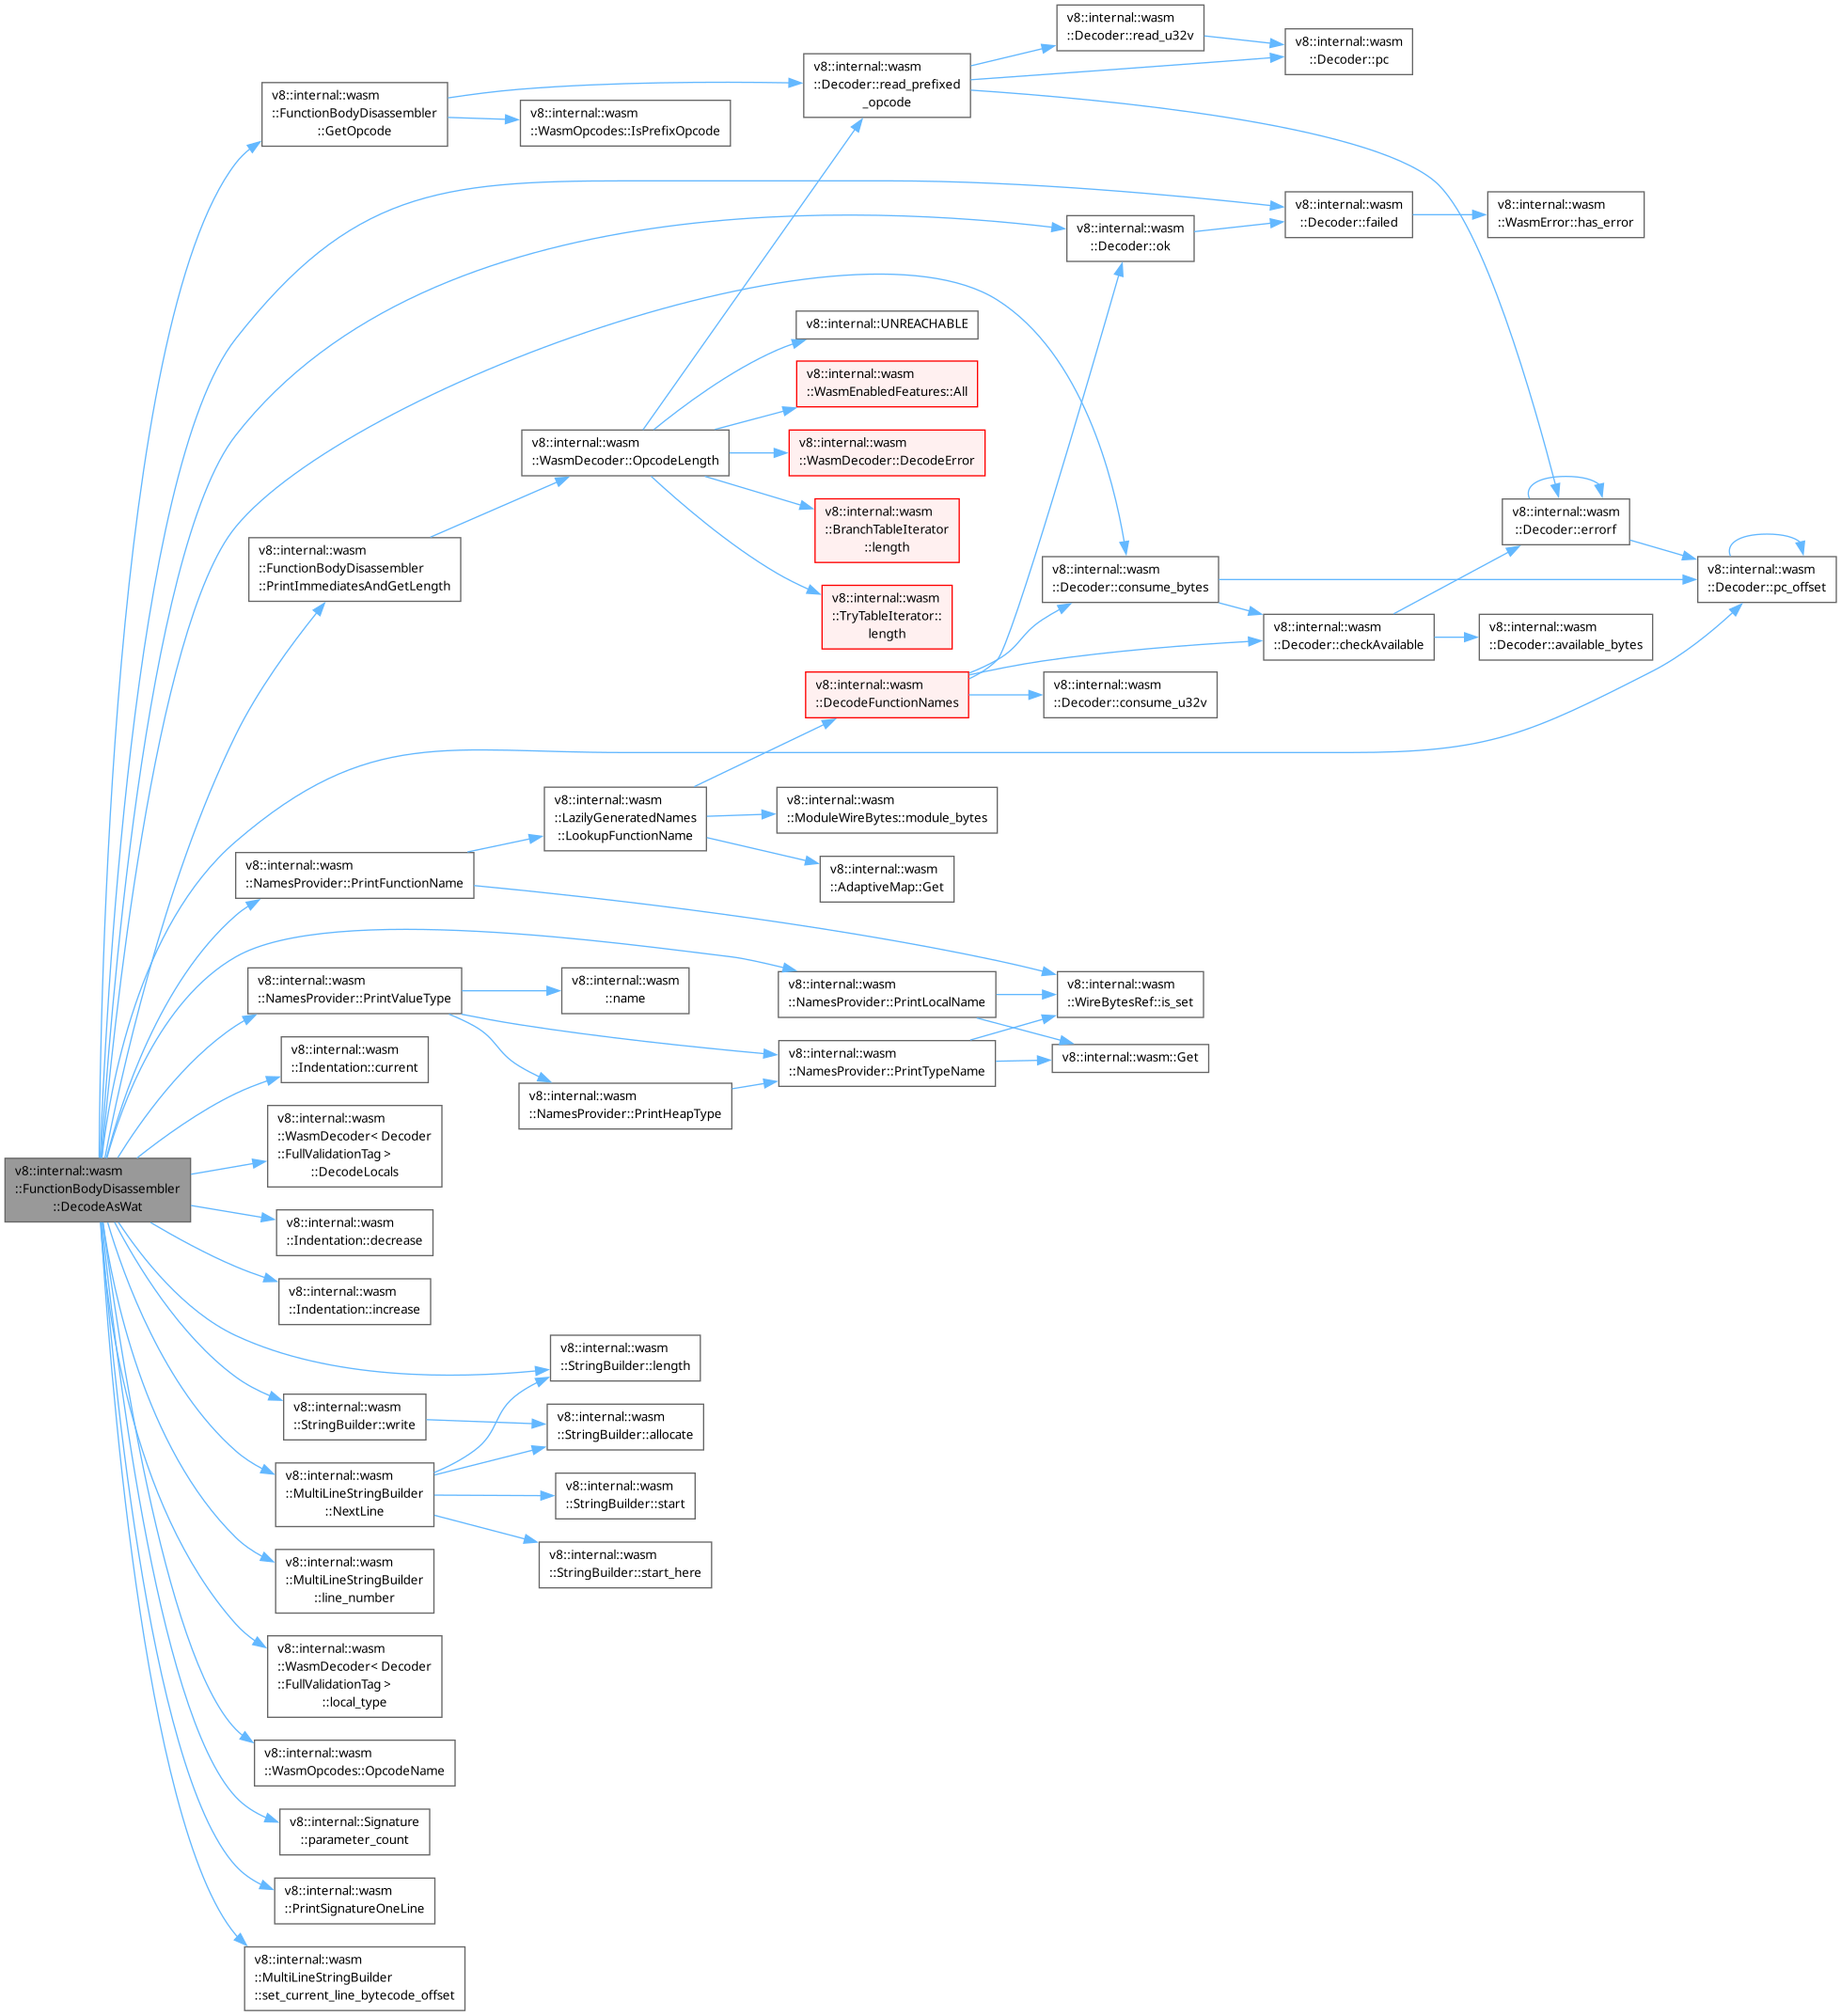 v8::internal::wasm
::Decoder::read_u32v
v8::internal::wasm
::Decoder::pc
v8::internal::wasm
::Decoder::read_prefixed
_opcode
v8::internal::wasm
::FunctionBodyDisassembler
::GetOpcode
v8::internal::wasm
::WasmOpcodes::IsPrefixOpcode
v8::internal::wasm
::Decoder::failed
v8::internal::wasm
::WasmError::has_error
v8::internal::wasm
::Decoder::ok
v8::internal::UNREACHABLE
v8::internal::wasm
::WasmEnabledFeatures::All
v8::internal::wasm
::WasmDecoder::OpcodeLength
v8::internal::wasm
::WasmDecoder::DecodeError
v8::internal::wasm
::BranchTableIterator
::length
v8::internal::wasm
::Decoder::errorf
v8::internal::wasm
::FunctionBodyDisassembler
::PrintImmediatesAndGetLength
v8::internal::wasm
::Decoder::consume_bytes
v8::internal::wasm
::Decoder::pc_offset
v8::internal::wasm
::TryTableIterator::
length
v8::internal::wasm
::Decoder::checkAvailable
v8::internal::wasm
::Decoder::available_bytes
v8::internal::wasm
::DecodeFunctionNames
v8::internal::wasm
::Decoder::consume_u32v
v8::internal::wasm
::LazilyGeneratedNames
::LookupFunctionName
v8::internal::wasm
::ModuleWireBytes::module_bytes
v8::internal::wasm
::NamesProvider::PrintFunctionName
v8::internal::wasm
::AdaptiveMap::Get
v8::internal::wasm
::NamesProvider::PrintValueType
v8::internal::wasm
::name
v8::internal::wasm
::NamesProvider::PrintLocalName
v8::internal::wasm
::WireBytesRef::is_set
v8::internal::wasm
::Indentation::current
v8::internal::wasm
::NamesProvider::PrintTypeName
v8::internal::wasm::Get
v8::internal::wasm
::NamesProvider::PrintHeapType
v8::internal::wasm
::WasmDecoder< Decoder
::FullValidationTag >
::DecodeLocals
v8::internal::wasm
::FunctionBodyDisassembler
::DecodeAsWat
v8::internal::wasm
::Indentation::decrease
v8::internal::wasm
::Indentation::increase
v8::internal::wasm
::StringBuilder::length
v8::internal::wasm
::StringBuilder::write
v8::internal::wasm
::StringBuilder::allocate
v8::internal::wasm
::MultiLineStringBuilder
::NextLine
v8::internal::wasm
::StringBuilder::start
v8::internal::wasm
::StringBuilder::start_here
v8::internal::wasm
::MultiLineStringBuilder
::line_number
v8::internal::wasm
::WasmDecoder< Decoder
::FullValidationTag >
::local_type
v8::internal::wasm
::WasmOpcodes::OpcodeName
v8::internal::Signature
::parameter_count
v8::internal::wasm
::PrintSignatureOneLine
v8::internal::wasm
::MultiLineStringBuilder
::set_current_line_bytecode_offset